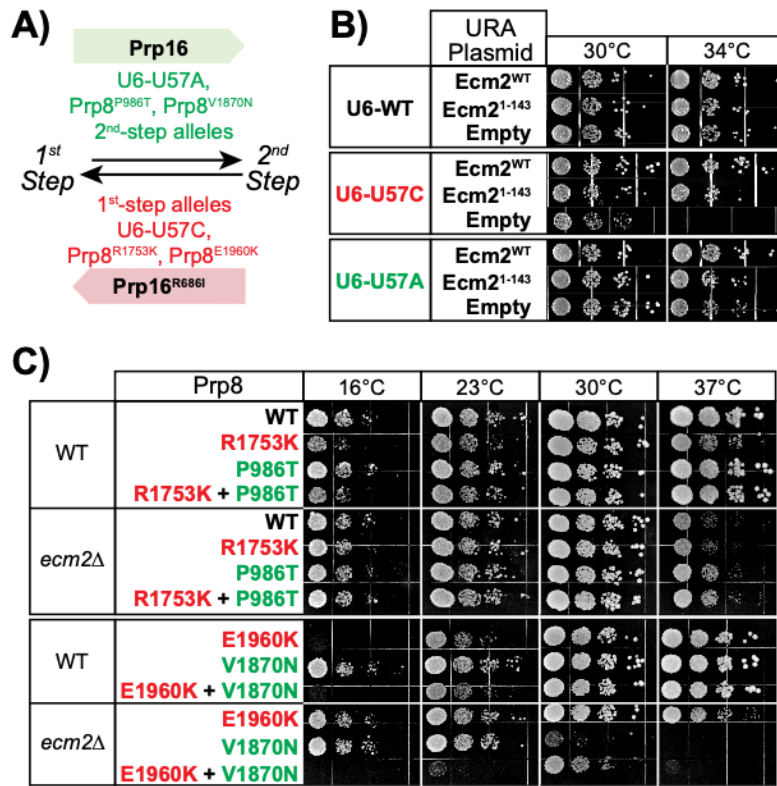 A)
Prp16
U6-U57A,
Prp8P986T, Prp8V1870N
2nd-step alleles
1st
Step
2nd
Step
1st-step alleles
U6-U57C,
Prp8R1753K, Prp8E1960K
Prp16R686I
B)
URA
Plasmid
30°C
34°C
U6-WT
Ecm2WT
Ecm21-143
Empty
U6-U57C
Ecm2WT
Ecm21-143
Empty
U6-U57A
Ecm2WT
Ecm21-143
Empty
C)
Prp8
16°C
23°C
30°C
37°C
WT
WT
R1753K
P986T
R1753K + P986T
ecm2Δ
WT
R1753K
P986T
R1753K + P986T
WT
E1960K
V1870N
E1960K + V1870N
ecm2Δ
E1960K
V1870N
E1960K + V1870N